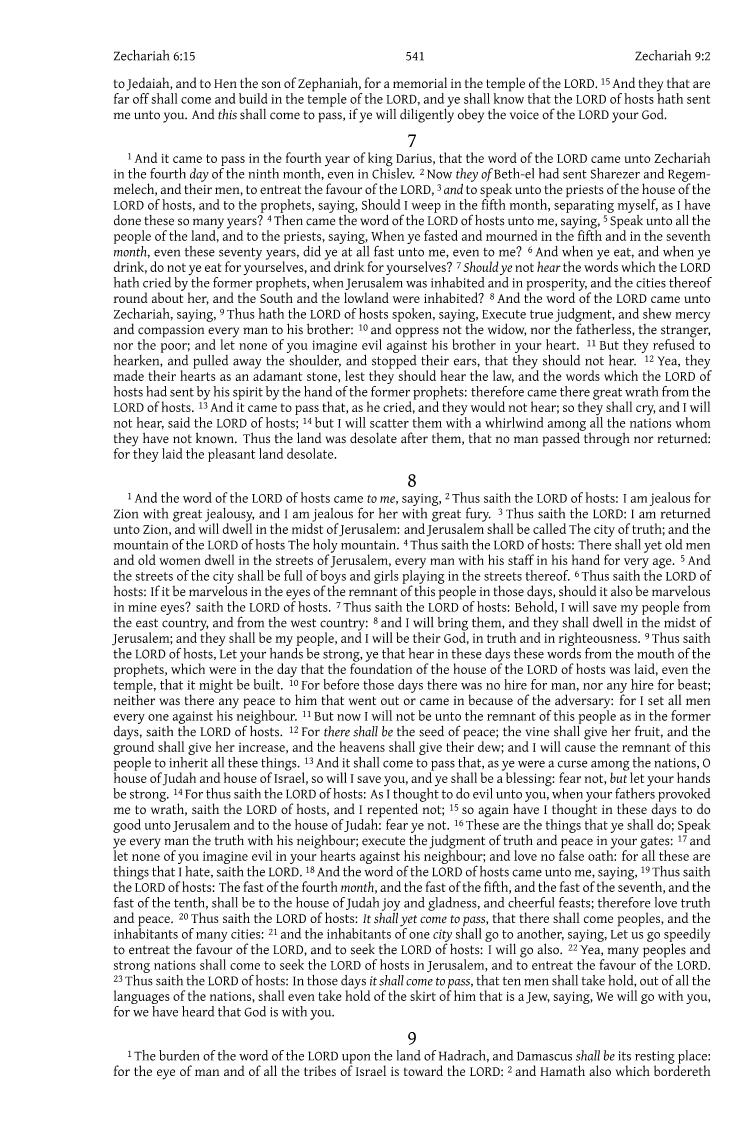 Zechariah 6:15 541 Zechariah 9:2
to Jedaiah, and to Hen the son of Zephaniah, for a memorial in the temple of the LORD. 15 And they that are
far off shall come and build in the temple of the LORD, and ye shall know that the LORD of hosts hath sent
me unto you. And this shall come to pass, if ye will diligently obey the voice of the LORD your God.
7
1 And it came to pass in the fourth year of king Darius, that the word of the LORD came unto Zechariah
in the fourth day of the ninth month, even in Chislev. 2 Now they of Beth-el had sent Sharezer and Regem-
melech, and their men, to entreat the favour of the LORD, 3 and to speak unto the priests of the house of the
LORD of hosts, and to the prophets, saying, Should I weep in the fifth month, separating myself, as I have
done these so many years? 4 Then came the word of the LORD of hosts unto me, saying, 5 Speak unto all the
people of the land, and to the priests, saying, When ye fasted and mourned in the fifth and in the seventh
month, even these seventy years, did ye at all fast unto me, even to me? 6 And when ye eat, and when ye
drink, do not ye eat for yourselves, and drink for yourselves? 7 Should ye not hear the words which the LORD
hath cried by the former prophets, when Jerusalem was inhabited and in prosperity, and the cities thereof
round about her, and the South and the lowland were inhabited? 8 And the word of the LORD came unto
Zechariah, saying, 9 Thus hath the LORD of hosts spoken, saying, Execute true judgment, and shew mercy
and compassion every man to his brother: 10 and oppress not the widow, nor the fatherless, the stranger,
nor the poor; and let none of you imagine evil against his brother in your heart. 11 But they refused to
hearken, and pulled away the shoulder, and stopped their ears, that they should not hear. 12 Yea, they
made their hearts as an adamant stone, lest they should hear the law, and the words which the LORD of
hosts had sent by his spirit by the hand of the former prophets: therefore came there great wrath from the
LORD of hosts. 13 And it came to pass that, as he cried, and they would not hear; so they shall cry, and I will
not hear, said the LORD of hosts; 14 but I will scatter them with a whirlwind among all the nations whom
they have not known. Thus the land was desolate after them, that no man passed through nor returned:
for they laid the pleasant land desolate.
8
1 And the word of the LORD of hosts came to me, saying, 2 Thus saith the LORD of hosts: I am jealous for
Zion with great jealousy, and I am jealous for her with great fury. 3 Thus saith the LORD: I am returned
unto Zion, and will dwell in the midst of Jerusalem: and Jerusalem shall be called The city of truth; and the
mountain of the LORD of hosts The holy mountain. 4 Thus saith the LORD of hosts: There shall yet old men
and old women dwell in the streets of Jerusalem, every man with his staff in his hand for very age. 5 And
the streets of the city shall be full of boys and girls playing in the streets thereof. 6 Thus saith the LORD of
hosts: If it be marvelous in the eyes of the remnant of this people in those days, should it also be marvelous
in mine eyes? saith the LORD of hosts. 7 Thus saith the LORD of hosts: Behold, I will save my people from
the east country, and from the west country: 8 and I will bring them, and they shall dwell in the midst of
Jerusalem; and they shall be my people, and I will be their God, in truth and in righteousness. 9 Thus saith
the LORD of hosts, Let your hands be strong, ye that hear in these days these words from the mouth of the
prophets, which were in the day that the foundation of the house of the LORD of hosts was laid, even the
temple, that it might be built. 10 For before those days there was no hire for man, nor any hire for beast;
neither was there any peace to him that went out or came in because of the adversary: for I set all men
every one against his neighbour. 11 But now I will not be unto the remnant of this people as in the former
days, saith the LORD of hosts. 12 For there shall be the seed of peace; the vine shall give her fruit, and the
ground shall give her increase, and the heavens shall give their dew; and I will cause the remnant of this
people to inherit all these things. 13 And it shall come to pass that, as ye were a curse among the nations, O
house of Judah and house of Israel, so will I save you, and ye shall be a blessing: fear not, but let your hands
be strong. 14 For thus saith the LORD of hosts: As I thought to do evil unto you, when your fathers provoked
me to wrath, saith the LORD of hosts, and I repented not; 15 so again have I thought in these days to do
good unto Jerusalem and to the house of Judah: fear ye not. 16 These are the things that ye shall do; Speak
ye every man the truth with his neighbour; execute the judgment of truth and peace in your gates: 17 and
let none of you imagine evil in your hearts against his neighbour; and love no false oath: for all these are
things that I hate, saith the LORD. 18 And the word of the LORD of hosts came unto me, saying, 19 Thus saith
the LORD of hosts: The fast of the fourth month, and the fast of the fifth, and the fast of the seventh, and the
fast of the tenth, shall be to the house of Judah joy and gladness, and cheerful feasts; therefore love truth
and peace. 20 Thus saith the LORD of hosts: It shall yet come to pass, that there shall come peoples, and the
inhabitants of many cities: 21 and the inhabitants of one city shall go to another, saying, Let us go speedily
to entreat the favour of the LORD, and to seek the LORD of hosts: I will go also. 22 Yea, many peoples and
strong nations shall come to seek the LORD of hosts in Jerusalem, and to entreat the favour of the LORD.
23 Thus saith the LORD of hosts: In those days it shall come to pass, that ten men shall take hold, out of all the
languages of the nations, shall even take hold of the skirt of him that is a Jew, saying, We will go with you,
for we have heard that God is with you.
9
1 The burden of the word of the LORD upon the land of Hadrach, and Damascus shall be its resting place:
for the eye of man and of all the tribes of Israel is toward the LORD: 2 and Hamath also which bordereth